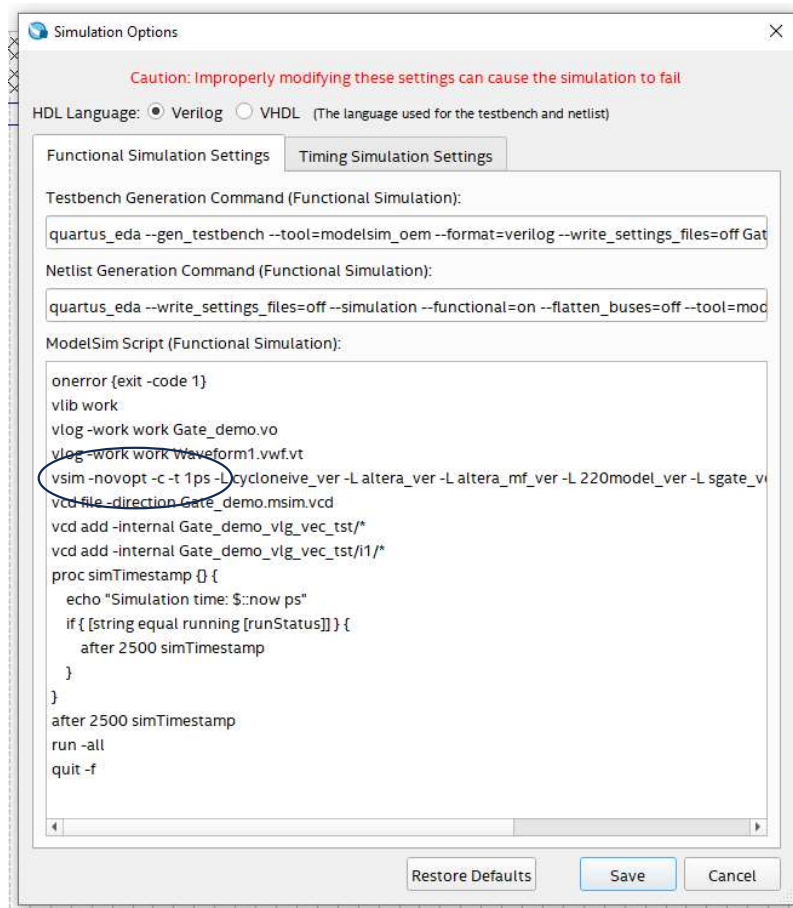 Simulation Options
Caution: Improperly modifying these settings can cause the simulation to fail
HDL Language: Verilog VHDL (The language used for the testbench and netlist)
Functional Simulation Settings Timing Simulation Settings
Testbench Generation Command (Functional Simulation):
quartus_eda --gen_testbench --tool=modelsim_oem --format=verilog --write_settings_files=off Gat
Netlist Generation Command (Functional Simulation):
quartus_eda --write_settings_files=off --simulation --functional=on --flatten_buses=off --tool=mod
ModelSim Script (Functional Simulation):
onerror {exit -code 1}
vlib work
vlog -work work Gate_demo.vo
vlog -work work Waveform1.vwf.vt
vsim -novopt -c -t 1ps -L cycloneive_ver -L altera_ver -L altera_mf_ver -L 220model_ver -L sgate_ve
vcd file -direction Gate_demo.msim.vcd
vcd add -internal Gate_demo_vlg_vec_tst/*
vcd add -internal Gate_demo_vlg_vec_tst/i1/*
proc simTimestamp {} {
echo "Simulation time: $::now ps"
if { [string equal running [runStatus]] } {
after 2500 simTimestamp
}
}
after 2500 simTimestamp
run -all
quit -f
Restore Defaults Save Cancel